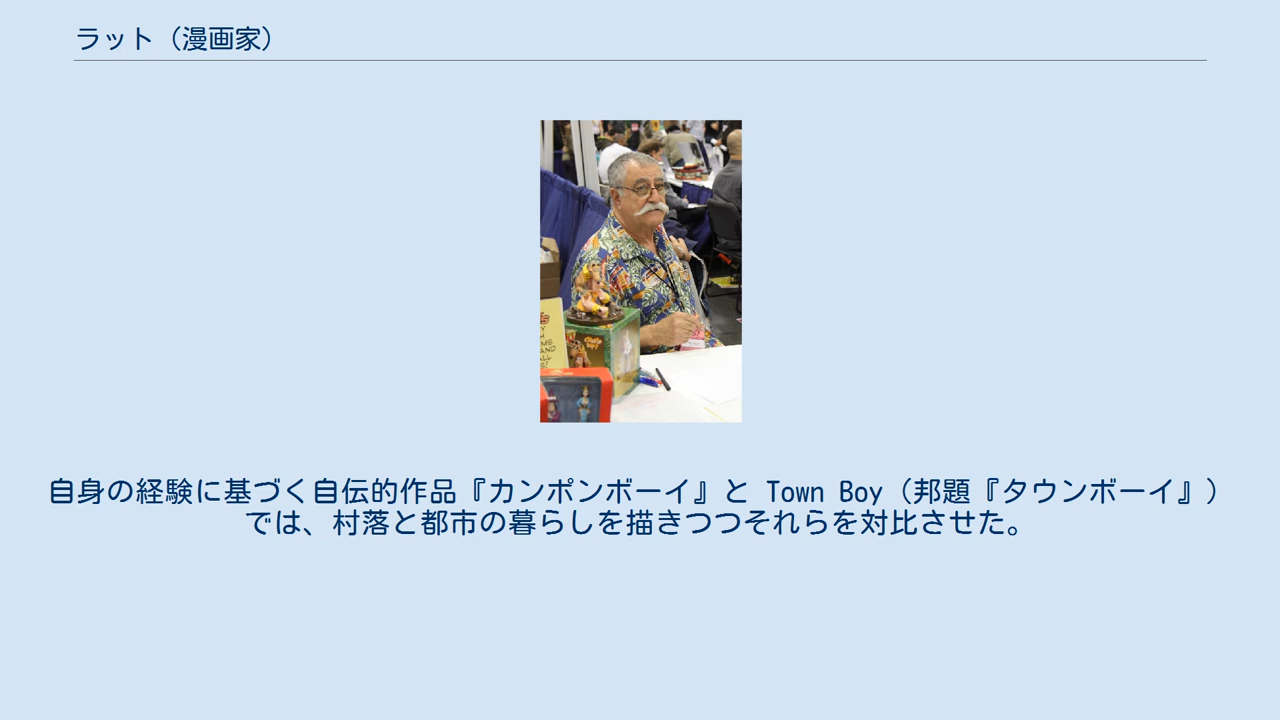 ラット（漫画家）
自身の経験に基づく自伝的作品『カンポンボーイ』と Town Boy（邦題『タウンボーイ』）
では、村落と都市の暮らしを描きつつそれらを対比させた。